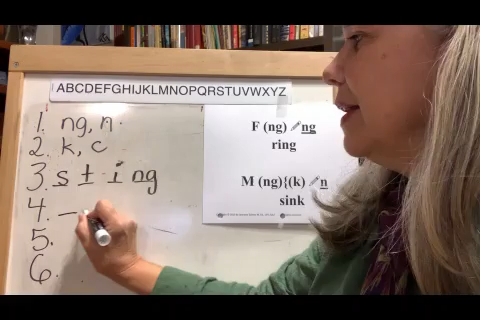 ABCDEFGHIJKLMNOPQRSTUVWXYZ
1. ng, n.
2. k, c
3. s t i ng
4.
5.
6.
F (ng) ng
ring
M (ng){(k) n
sink